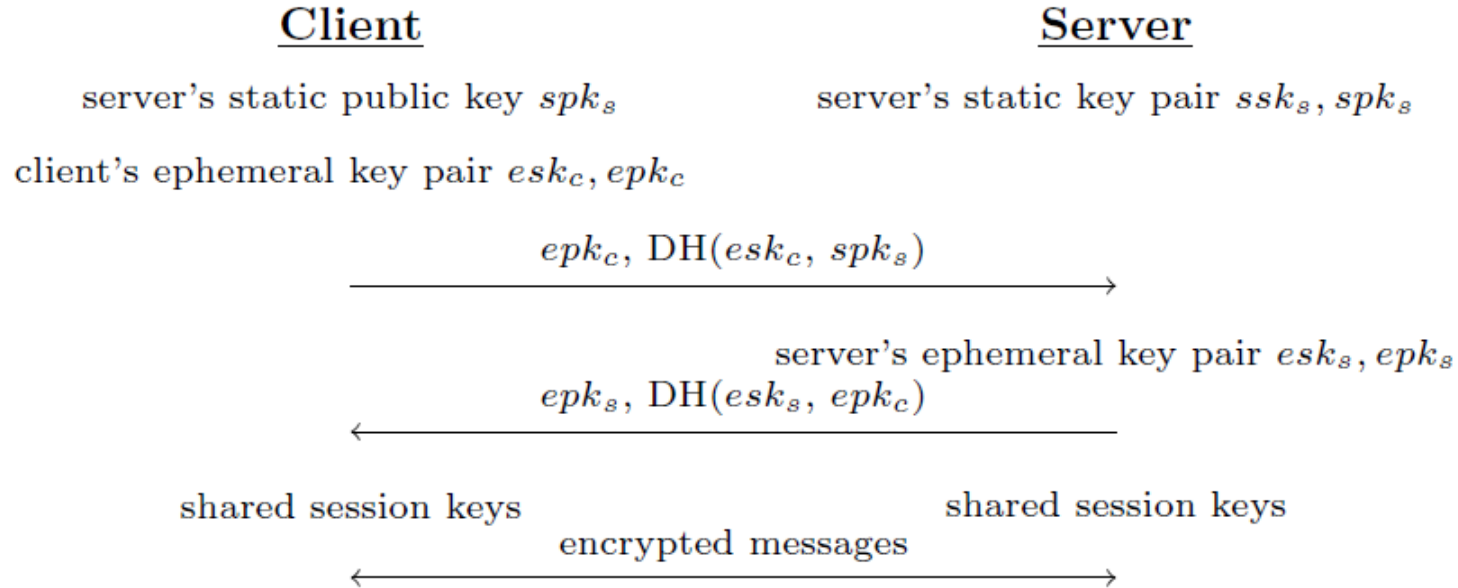 Client
Server
server's static public key spk_s
server's static key pair ssk_s, spk_s
client's ephemeral key pair esk_c, epk_c
epk_c, DH(esk_c, spk_s)
server's ephemeral key pair esk_s, epk_s
epk_s, DH(esk_s, epk_c)
shared session keys
shared session keys
encrypted messages